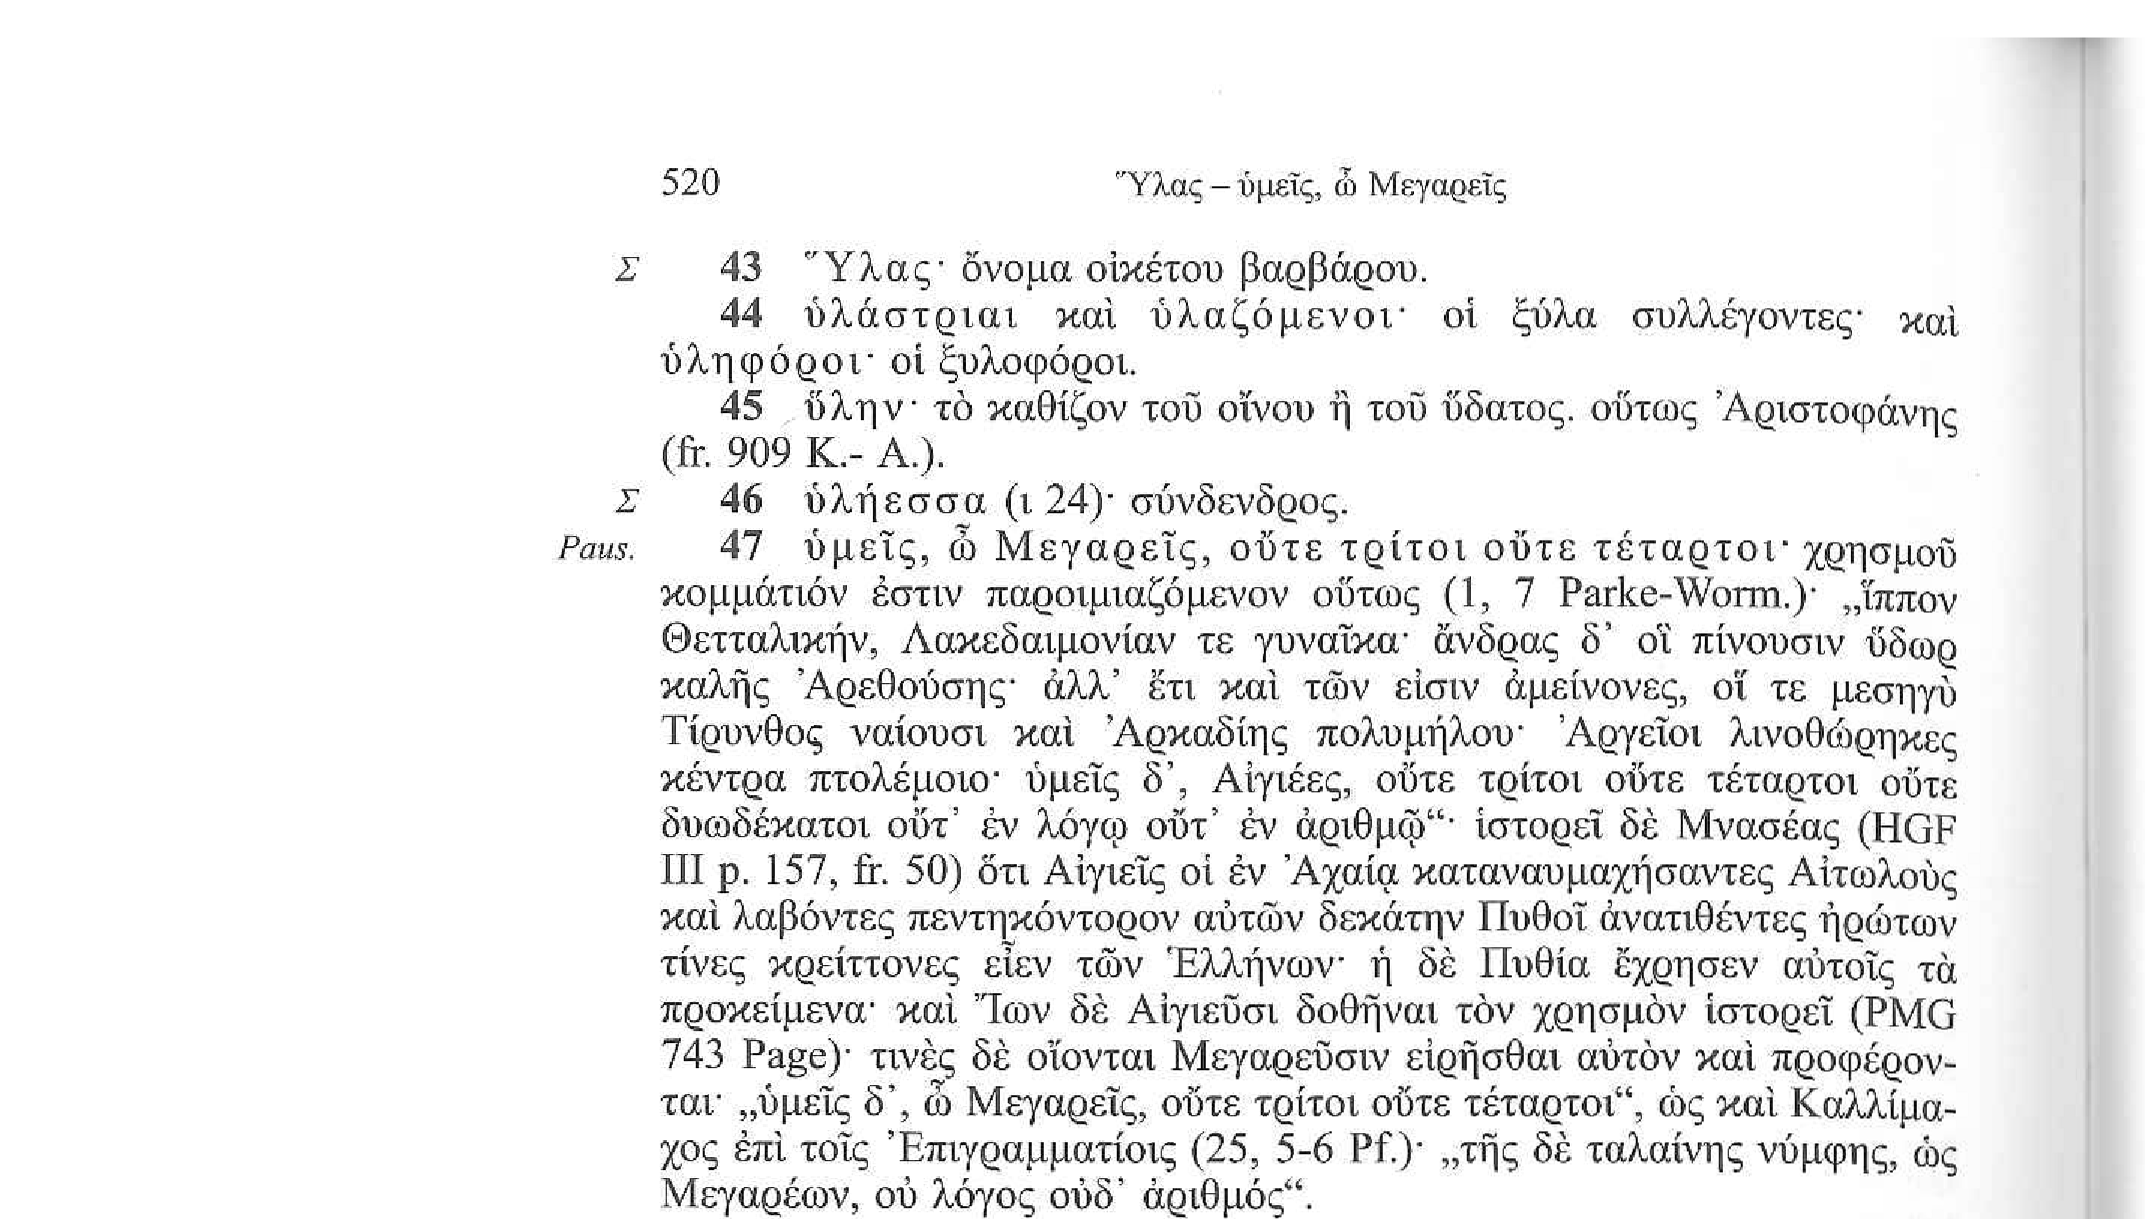 520 Ὕλας – ὑμεῖς, ὦ Μεγαρεῖς
Σ 43 Ὕλας· ὄνομα οἰκέτου βαρβάρου.
44 ὑλάστριαι καὶ ὑλαζόμενοι· οἱ ξύλα συλλέγοντες· καὶ
ὑληφόροι· οἱ ξυλοφόροι.
45 ὕλην· τὸ καθίζον τοῦ οἴνου ἢ τοῦ ὕδατος. οὕτως Ἀριστοφάνης
(fr. 909 K.- A.).
Σ 46 ὑλήεσσα (ι 24)· σύνδενδρος.
Paus. 47 ὑμεῖς, ὦ Μεγαρεῖς, οὔτε τρίτοι οὔτε τέταρτοι· χρησμοῦ
κομμάτιόν ἐστιν παροιμιαζόμενον οὕτως (1, 7 Parke-Worm.)· „ἵππον
Θετταλικήν, Λακεδαιμονίαν τε γυναῖκα· ἄνδρας δ’ οἳ πίνουσιν ὕδωρ
καλῆς Ἀρεθούσης· ἀλλ’ ἔτι καὶ τῶν εἰσιν ἀμείνονες, οἵ τε μεσηγὺ
Τίρυνθος ναίουσι καὶ Ἀρκαδίης πολυμήλου· Ἀργεῖοι λινοθώρηκες
κέντρα πτολέμοιο· ὑμεῖς δ’, Αἰγιέες, οὔτε τρίτοι οὔτε τέταρτοι οὔτε
δυωδέκατοι οὔτ’ ἐν λόγῳ οὔτ’ ἐν ἀριθμῷ“· ἱστορεῖ δὲ Μνασέας (HGF
III p. 157, fr. 50) ὅτι Αἰγιεῖς οἱ ἐν Ἀχαίᾳ καταναυμαχήσαντες Αἰτωλοὺς
καὶ λαβόντες πεντηκόντορον αὐτῶν δεκάτην Πυθοῖ ἀνατιθέντες ἠρώτων
τίνες κρείττονες εἶεν τῶν Ἑλλήνων· ἡ δὲ Πυθία ἔχρησεν αὐτοῖς τὰ
προκείμενα· καὶ Ἴων δὲ Αἰγιεῦσι δοθῆναι τὸν χρησμὸν ἱστορεῖ (PMG
743 Page)· τινὲς δὲ οἴονται Μεγαρεῦσιν εἰρῆσθαι αὐτὸν καὶ προφέρον-
ται· „ὑμεῖς δ’, ὦ Μεγαρεῖς, οὔτε τρίτοι οὔτε τέταρτοι“, ὡς καὶ Καλλίμα-
χος ἐπὶ τοῖς Ἐπιγραμματίοις (25, 5-6 Pf.)· „τῆς δὲ ταλαίνης νύμφης, ὡς
Μεγαρέων, οὐ λόγος οὐδ’ ἀριθμός“.